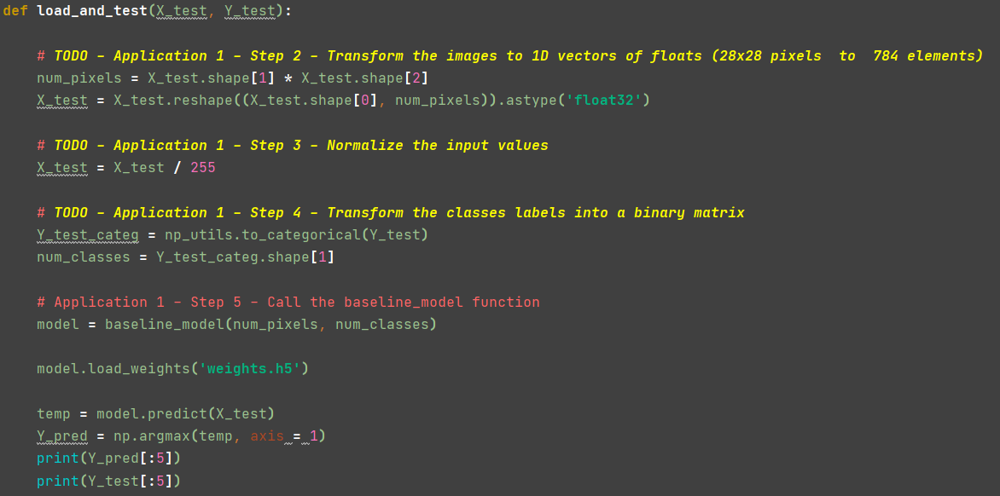 def load_and_test(X_test, Y_test):
# TODO - Application 1 - Step 2 - Transform the images to 1D vectors of floats (28x28 pixels  to  784 elements)
num_pixels = X_test.shape[1] * X_test.shape[2]
X_test = X_test.reshape((X_test.shape[0], num_pixels)).astype('float32')
# TODO - Application 1 - Step 3 - Normalize the input values
X_test = X_test / 255
# TODO - Application 1 - Step 4 - Transform the classes labels into a binary matrix
Y_test_categ = np_utils.to_categorical(Y_test)
num_classes = Y_test_categ.shape[1]
# Application 1 - Step 5 - Call the baseline_model function
model = baseline_model(num_pixels, num_classes)
model.load_weights('weights.h5')
temp = model.predict(X_test)
Y_pred = np.argmax(temp, axis = 1)
print(Y_pred[:5])
print(Y_test[:5])